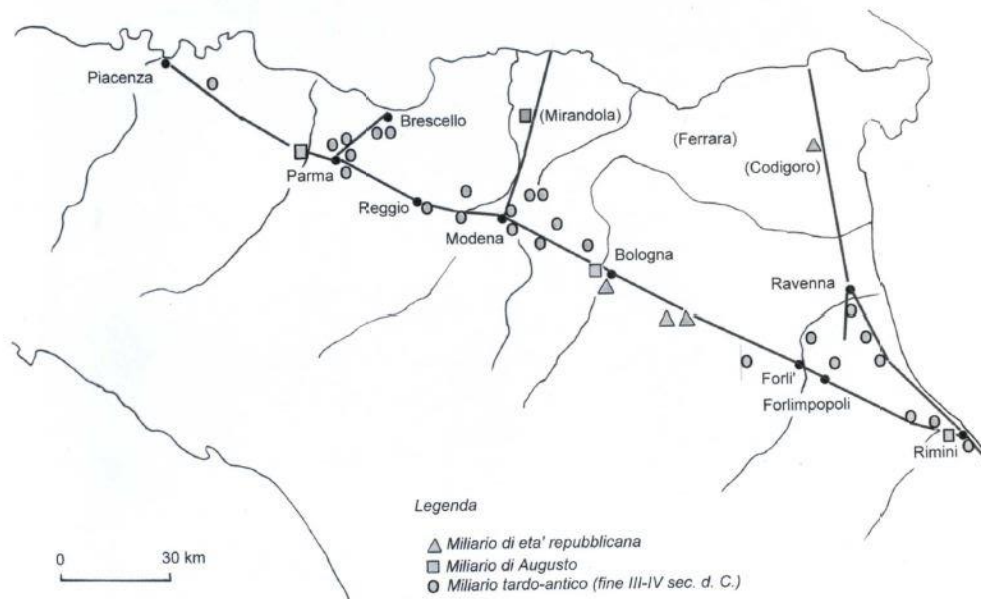 Piacenza
Brescello
(Mirandola)
(Ferrara)
(Codigoro)
Parma
Reggio
Modena
Bologna
Ravenna
Forli'
Forlimpopoli
Rimini
Legenda
Miliario di eta' repubblicana
Miliario di Augusto
Miliario tardo-antico (fine III-IV sec. d. C.)
0 30 km